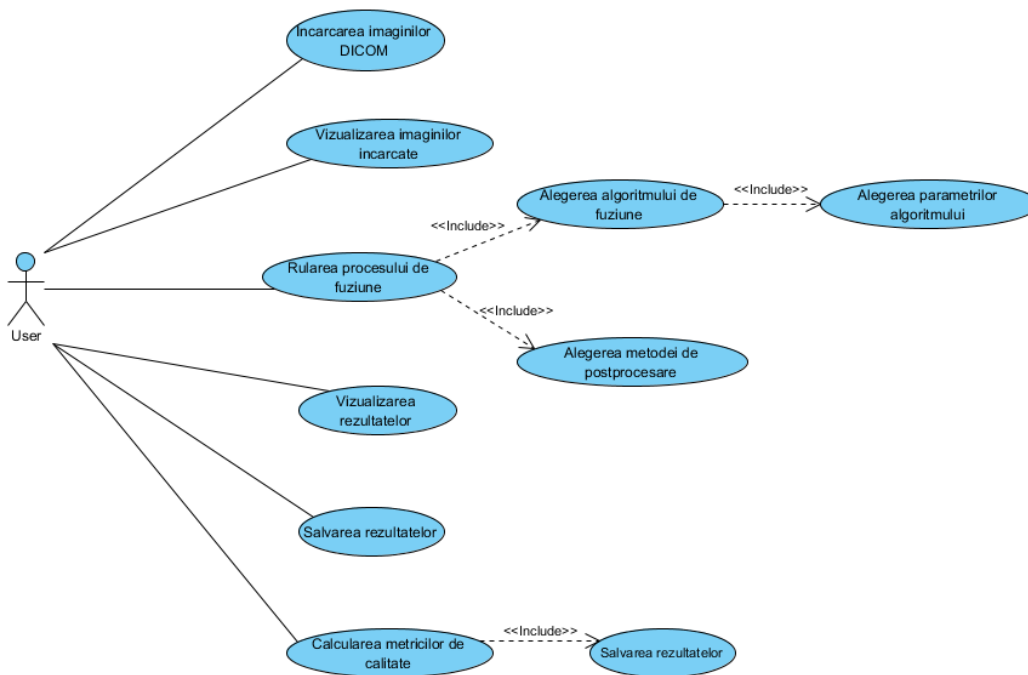 Incarcarea imaginilor
DICOM
Vizualizarea imaginilor
incarcate
Alegerea algoritmului de
fuziune
<<Include>>
Alegerea parametrilor
algoritmului
<<Include>>
Rularea procesului de
fuziune
<<Include>>
User
Alegerea metodei de
postprocesare
Vizualizarea
rezultatelor
Salvarea rezultatelor
Calcularea metricilor de
calitate
<<Include>>
Salvarea rezultatelor